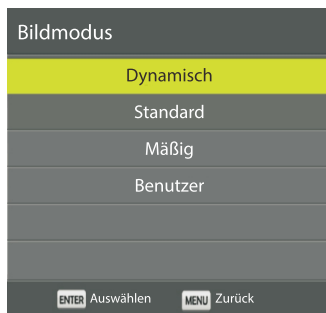 Bildmodus
Dynamisch
Standard
Mäßig
Benutzer
ENTER Auswählen MENU Zurück